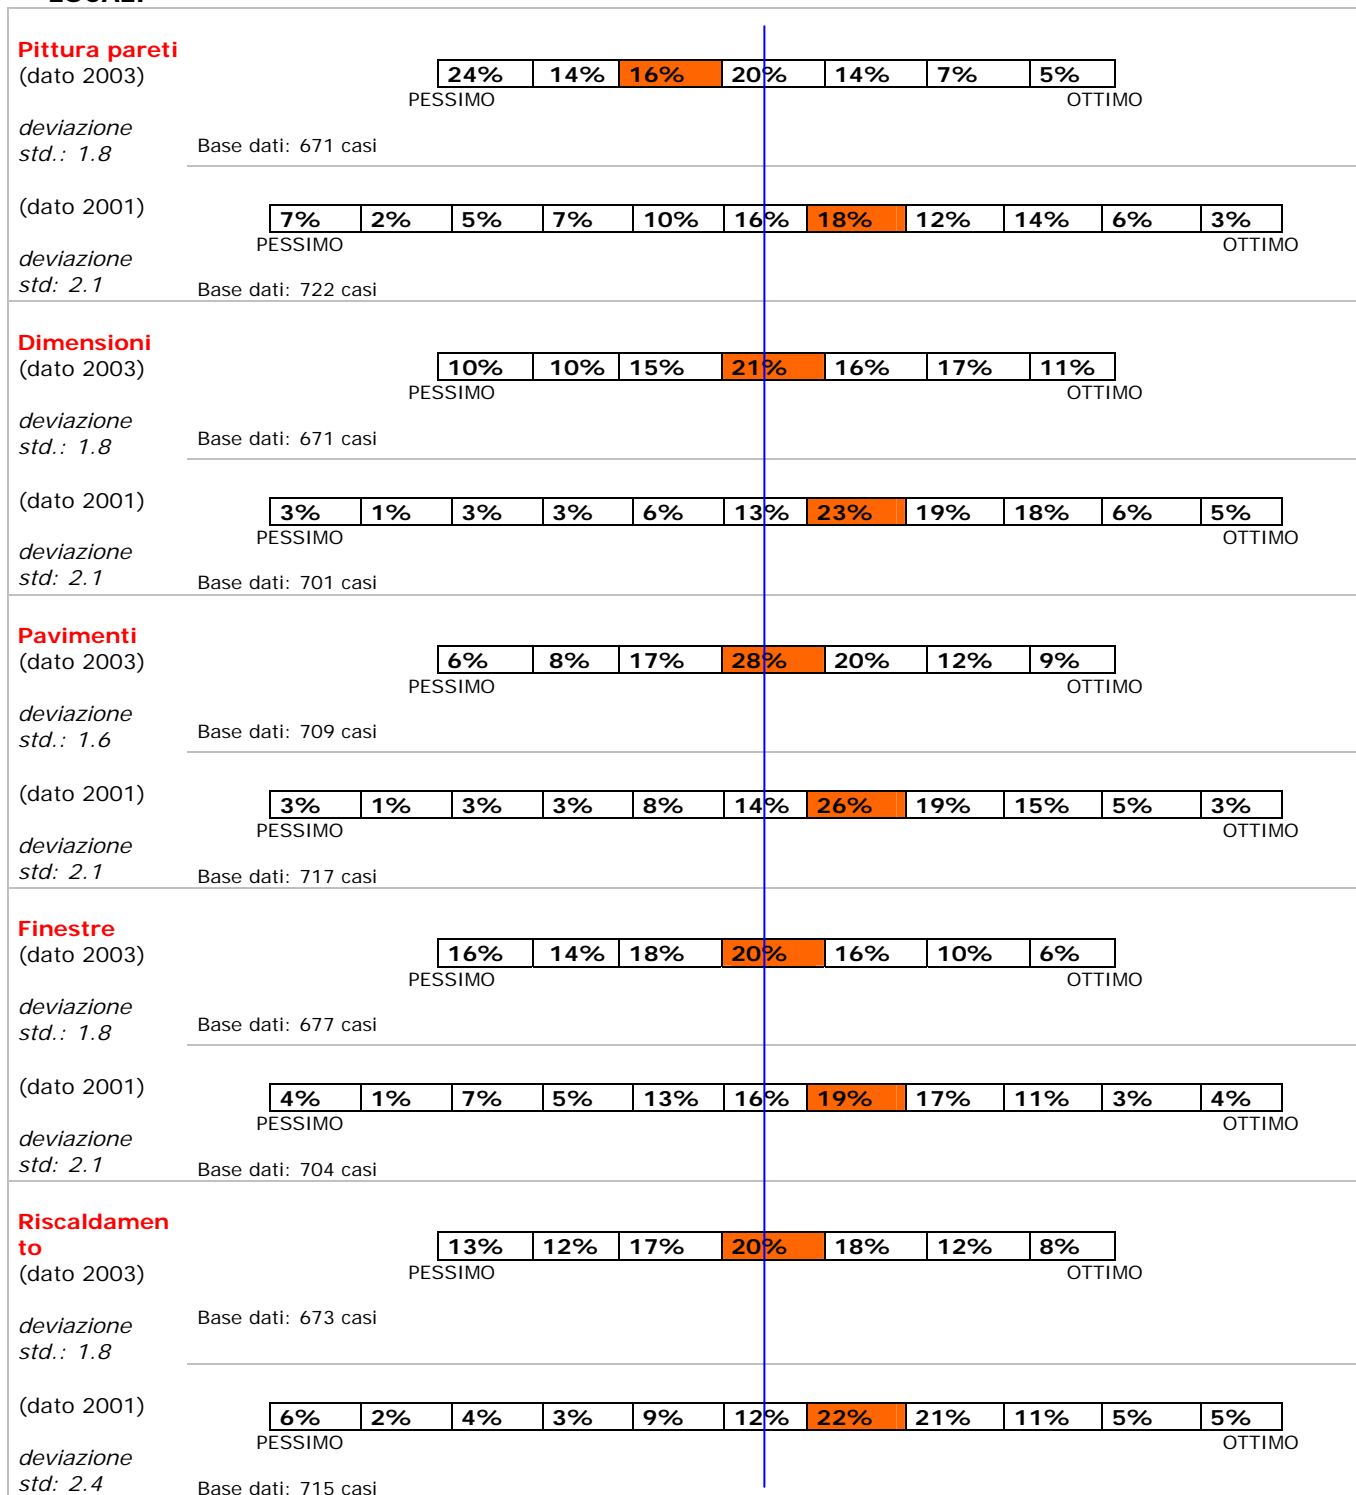 LOCALI
Pittura pareti
(dato 2003)
24% 14% 16% 20% 14% 7% 5%
PESSIMO OTTIMO
deviazione
std.: 1.8
Base dati: 671 casi
(dato 2001)
7% 2% 5% 7% 10% 16% 18% 12% 14% 6% 3%
PESSIMO OTTIMO
deviazione
std: 2.1
Base dati: 722 casi
Dimensioni
(dato 2003)
10% 10% 15% 21% 16% 17% 11%
PESSIMO OTTIMO
deviazione
std.: 1.8
Base dati: 671 casi
(dato 2001)
3% 1% 3% 3% 6% 13% 23% 19% 18% 6% 5%
PESSIMO OTTIMO
deviazione
std: 2.1
Base dati: 701 casi
Pavimenti
(dato 2003)
6% 8% 17% 28% 20% 12% 9%
PESSIMO OTTIMO
deviazione
std.: 1.6
Base dati: 709 casi
(dato 2001)
3% 1% 3% 3% 8% 14% 26% 19% 15% 5% 3%
PESSIMO OTTIMO
deviazione
std: 2.1
Base dati: 717 casi
Finestre
(dato 2003)
16% 14% 18% 20% 16% 10% 6%
PESSIMO OTTIMO
deviazione
std.: 1.8
Base dati: 677 casi
(dato 2001)
4% 1% 7% 5% 13% 16% 19% 17% 11% 3% 4%
PESSIMO OTTIMO
deviazione
std: 2.1
Base dati: 704 casi
Riscaldamen
to
(dato 2003)
13% 12% 17% 20% 18% 12% 8%
PESSIMO OTTIMO
deviazione
std.: 1.8
Base dati: 673 casi
(dato 2001)
6% 2% 4% 3% 9% 12% 22% 21% 11% 5% 5%
PESSIMO OTTIMO
deviazione
std: 2.4
Base dati: 715 casi